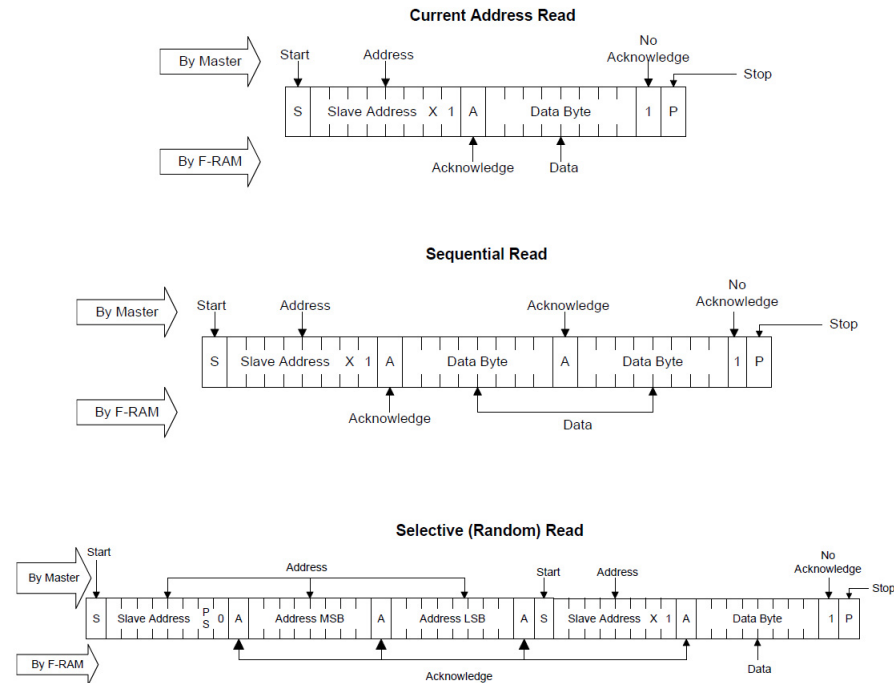 Current Address Read
By Master
Start
Address
No
Acknowledge
Stop
S Slave Address X 1 A Data Byte 1 P
By F-RAM
Acknowledge
Data
Sequential Read
By Master
Start
Address
Acknowledge
No
Acknowledge
Stop
S Slave Address X 1 A Data Byte A Data Byte 1 P
By F-RAM
Acknowledge
Data
Selective (Random) Read
By Master
Start
Address
Start
Address
No
Acknowledge
Stop
S Slave Address PS 0 A Address MSB A Address LSB A S Slave Address X 1 A Data Byte 1 P
By F-RAM
Acknowledge
Data